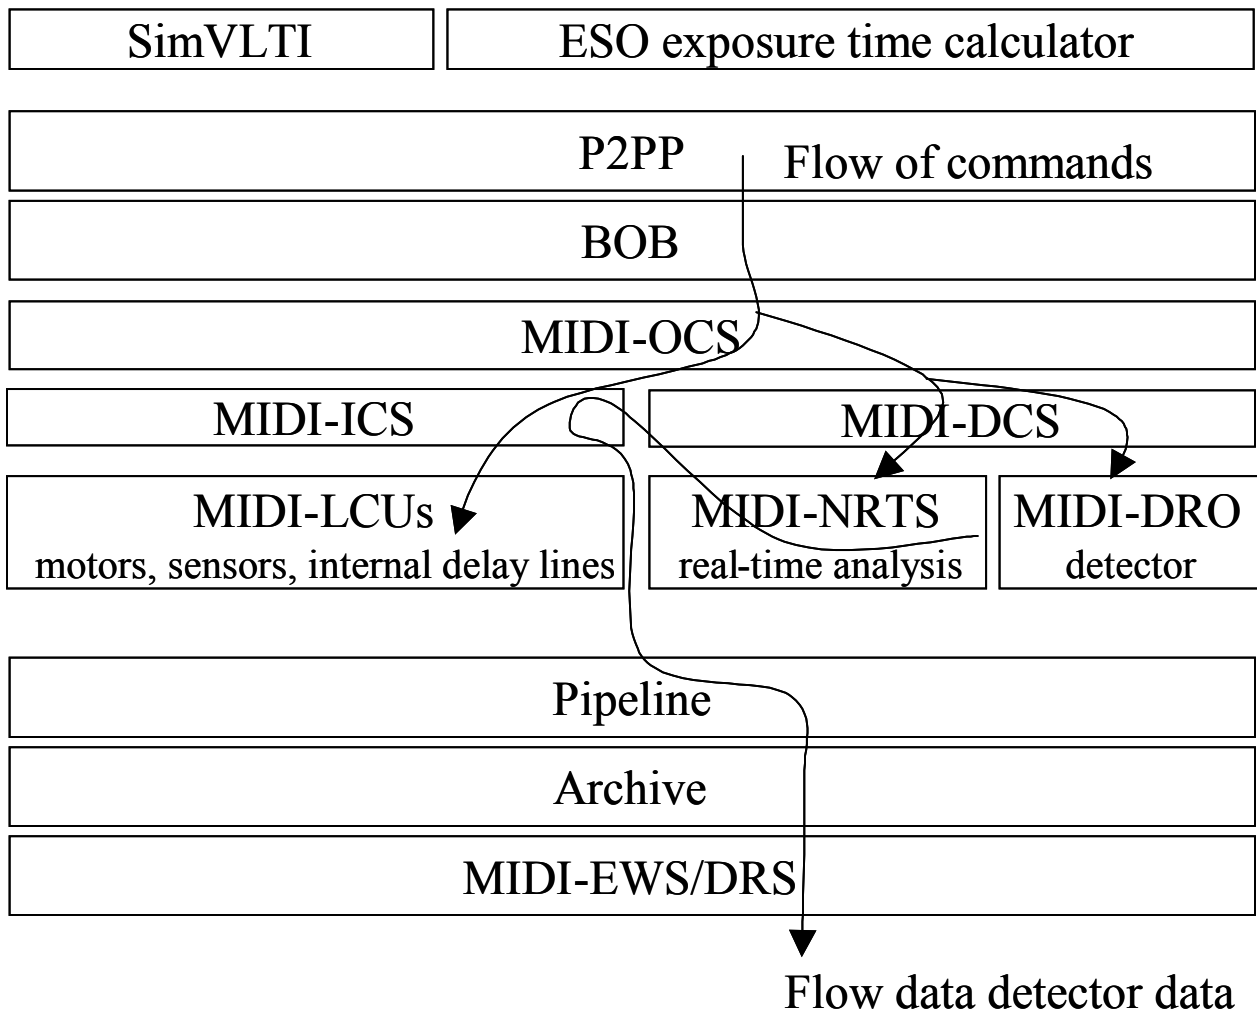 SimVLTI
ESO exposure time calculator
P2PP
Flow of commands
BOB
MIDI-OCS
MIDI-ICS
MIDI-DCS
MIDI-LCUs
motors, sensors, internal delay lines
MIDI-NRTS
real-time analysis
MIDI-DRO
detector
Pipeline
Archive
MIDI-EWS/DRS
Flow data detector data